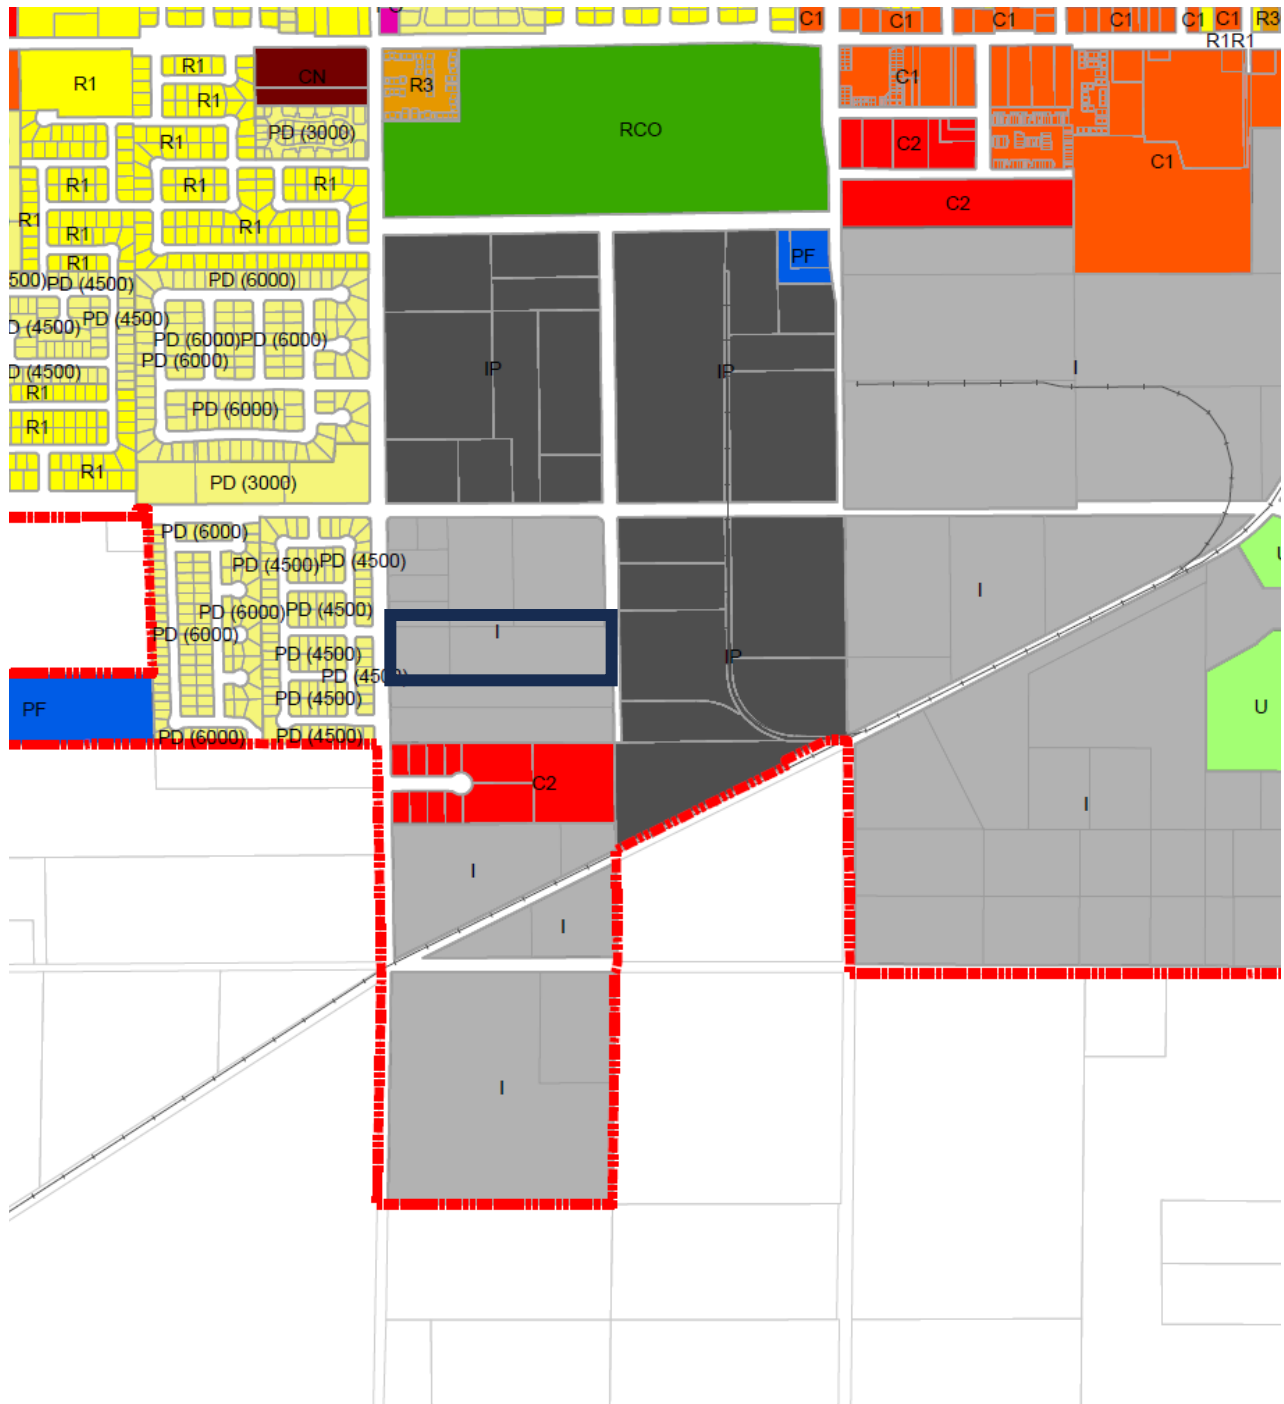 C1
C1
C1
C1
C1
C1
R3
R1R1
R1
R1
CN
R3
C1
R1
PD (3000)
RCO
R1
C2
C1
R1
R1
R1
C2
R1
R1
R1
R1
PF
500)
PD (4500)
PD (6000)
D (4500)
PD (4500)
PD (6000)
PD (6000)
PD (6000)
IP
IP
I
D (4500)
R1
PD (6000)
R1
R1
PD (3000)
PD (6000)
PD (4500)
PD (4500)
I
PD (6000)
PD (4500)
PD (6000)
I
PD (4500)
IP
PD (4500)
PD (4500)
PF
U
PD (6000)
PD (4500)
C2
I
I
I
I